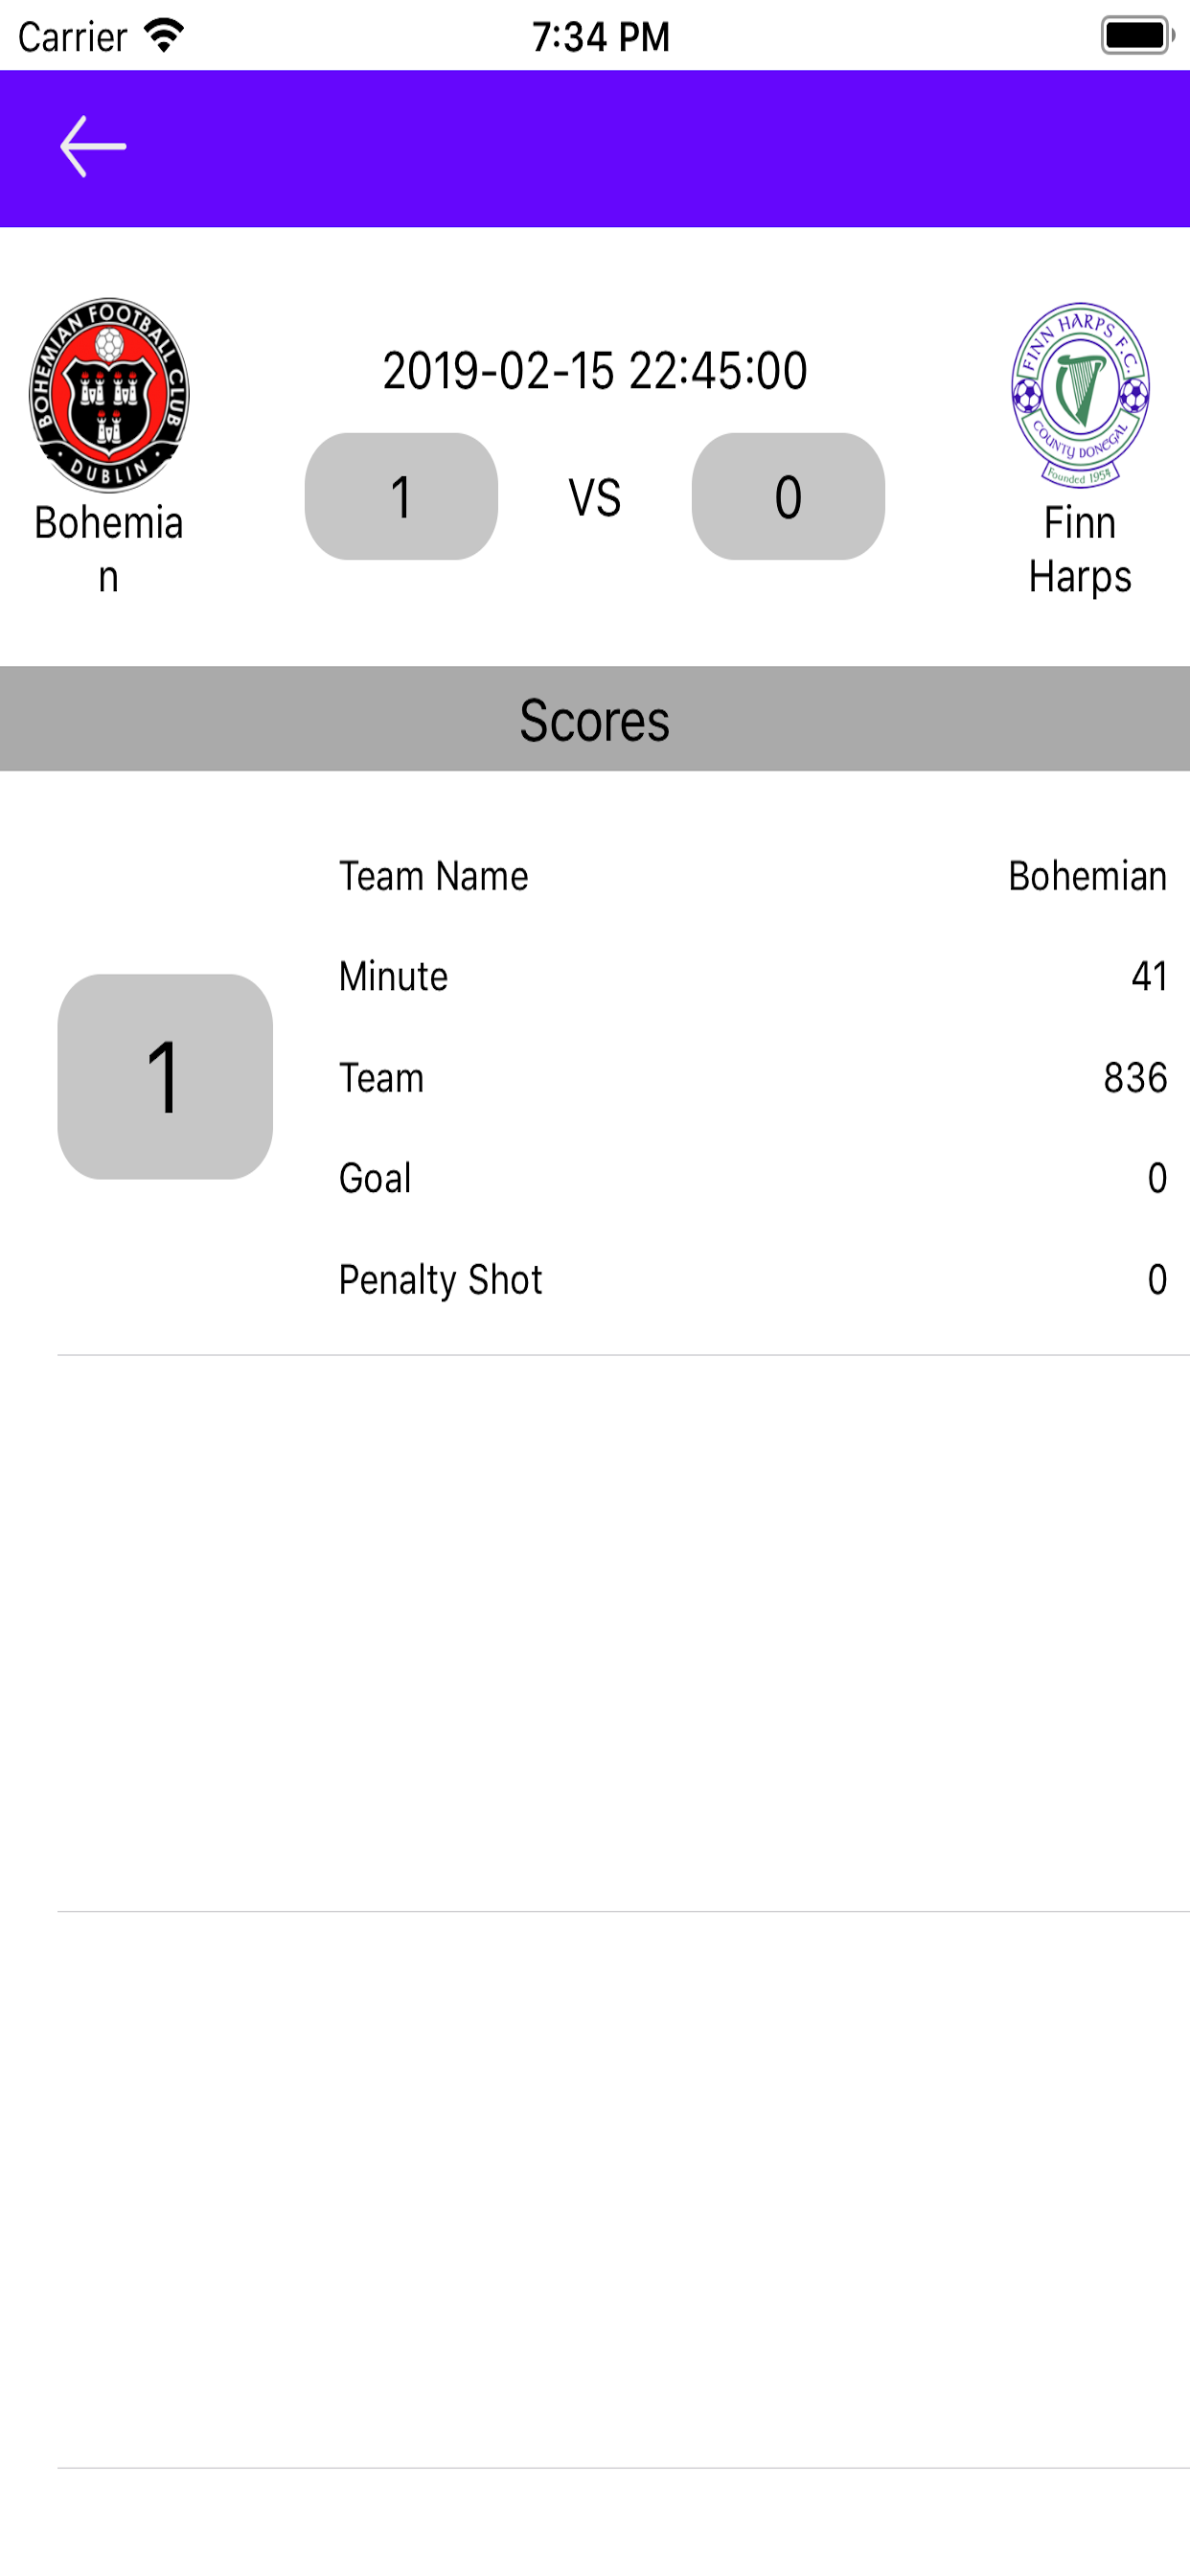 Carrier 7:34 PM
BOHEMIAN FOOTBALL CLUB
DUBLIN
Bohemia
n
2019-02-15 22:45:00
1 VS 0
FINN HARPS F.C.
COUNTY DONEGAL
Founded 1954
Finn
Harps
Scores
1
Team Name Bohemian
Minute 41
Team 836
Goal 0
Penalty Shot 0